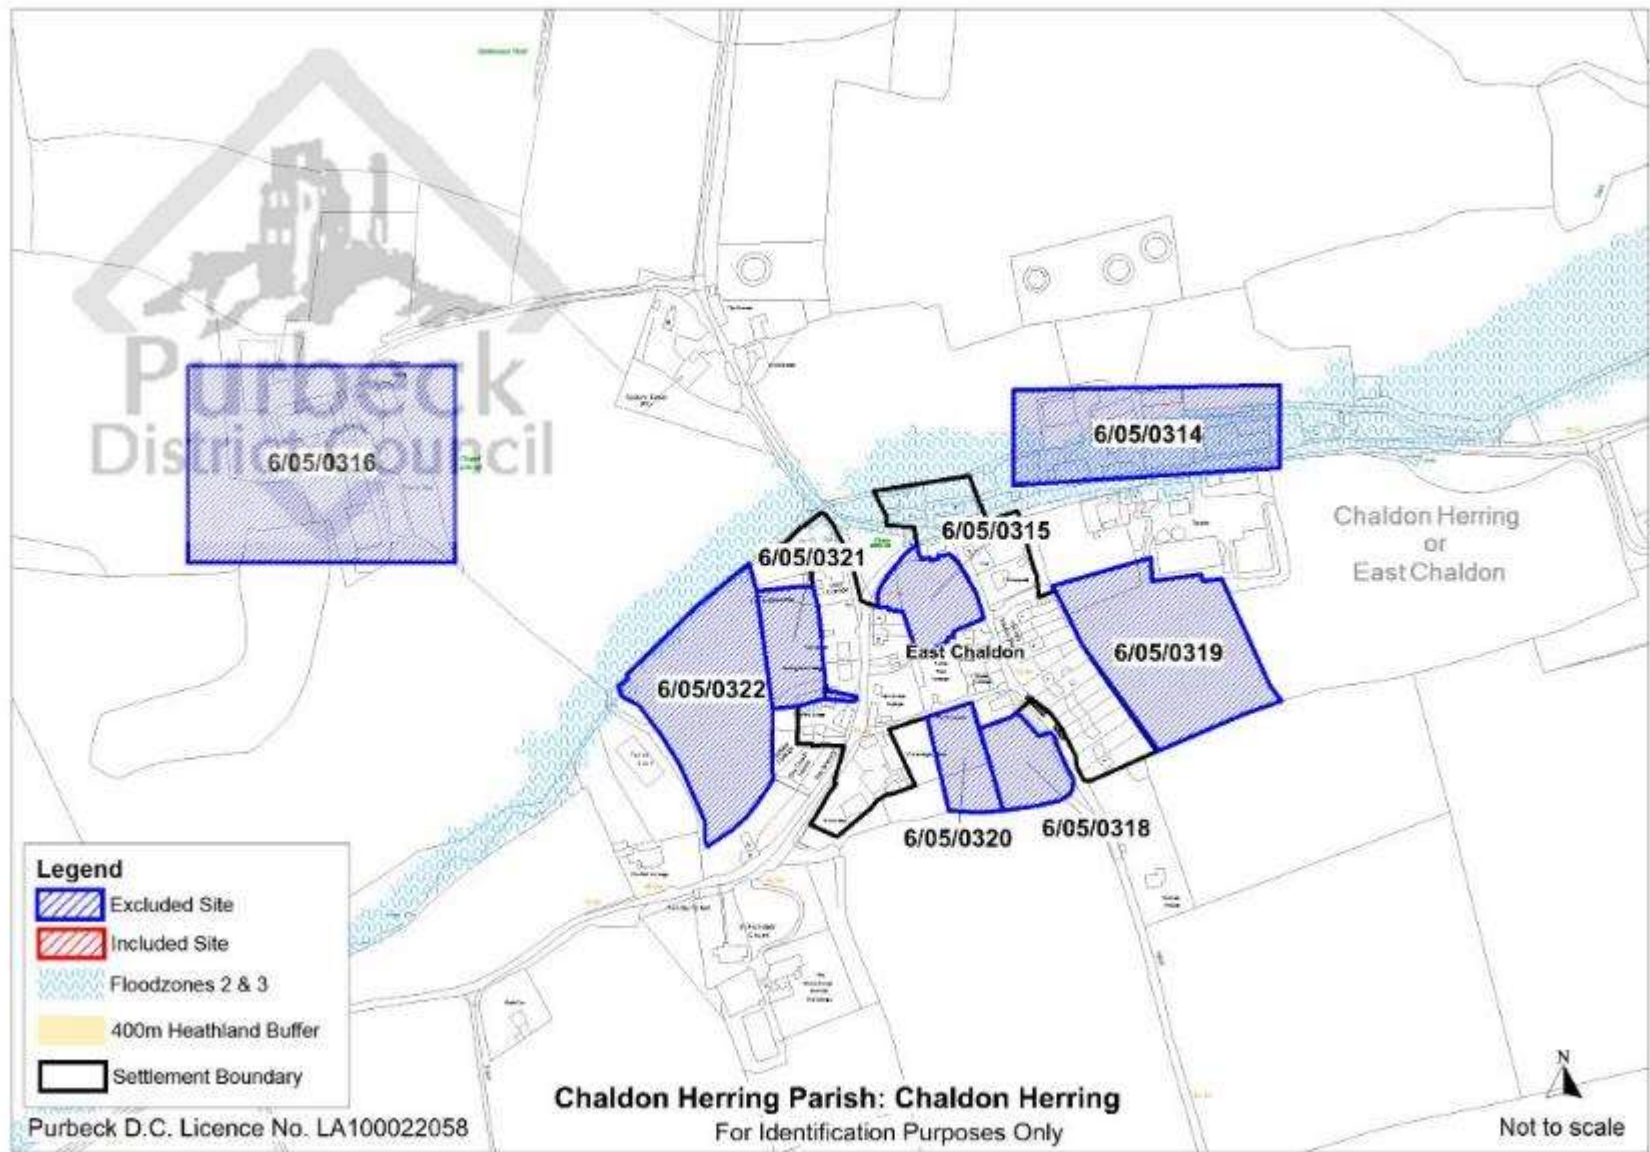 Purbeck
District Council
6/05/0316
6/05/0314
6/05/0315
6/05/0321
Chaldon Herring
or
East Chaldon
East Chaldon
6/05/0319
6/05/0322
6/05/0320
6/05/0318
Legend
Excluded Site
Included Site
Floodzones 2 & 3
400m Heathland Buffer
Settlement Boundary
Chaldon Herring Parish: Chaldon Herring
For Identification Purposes Only
Purbeck D.C. Licence No. LA100022058
N
Not to scale